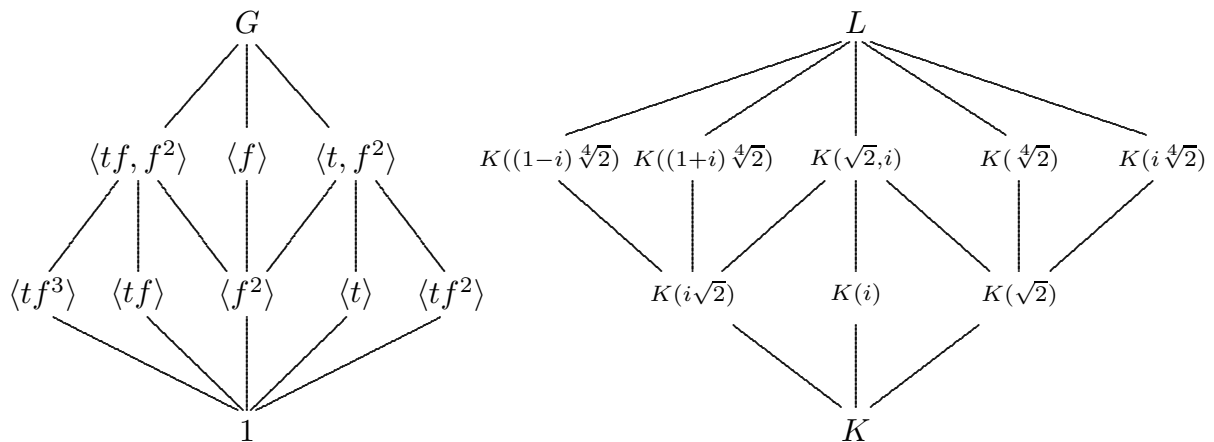 G
⟨tf, f²⟩ ⟨f⟩ ⟨t, f²⟩
⟨tf³⟩ ⟨tf⟩ ⟨f²⟩ ⟨t⟩ ⟨tf²⟩
1
L
K((1−i)∜2) K((1+i)∜2) K(√2,i) K(∜2) K(i∜2)
K(i√2) K(i) K(√2)
K